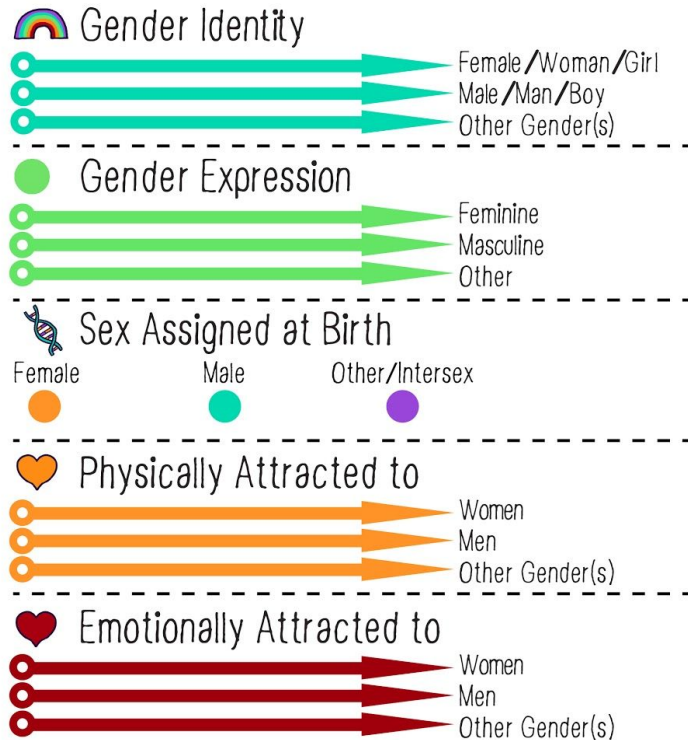 Gender Identity
Female/Woman/Girl
Male/Man/Boy
Other Gender(s)
Gender Expression
Feminine
Masculine
Other
Sex Assigned at Birth
Female Male Other/Intersex
Physically Attracted to
Women
Men
Other Gender(s)
Emotionally Attracted to
Women
Men
Other Gender(s)